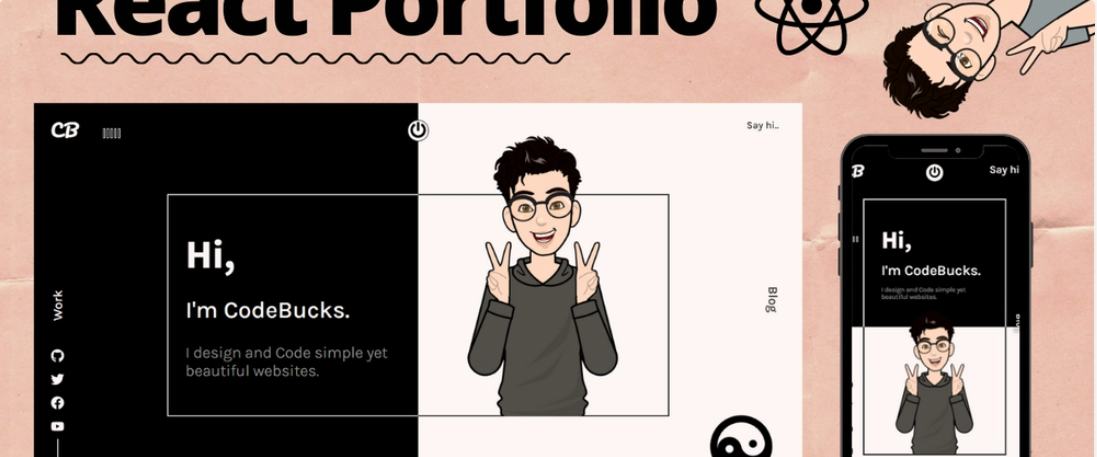 React Portfolio
CB
Say hi..
Hi,
I'm CodeBucks.
I design and Code simple yet
beautiful websites.
Work
Blog
B
Say hi
Hi,
I'm CodeBucks.
I design and Code simple yet
beautiful websites.